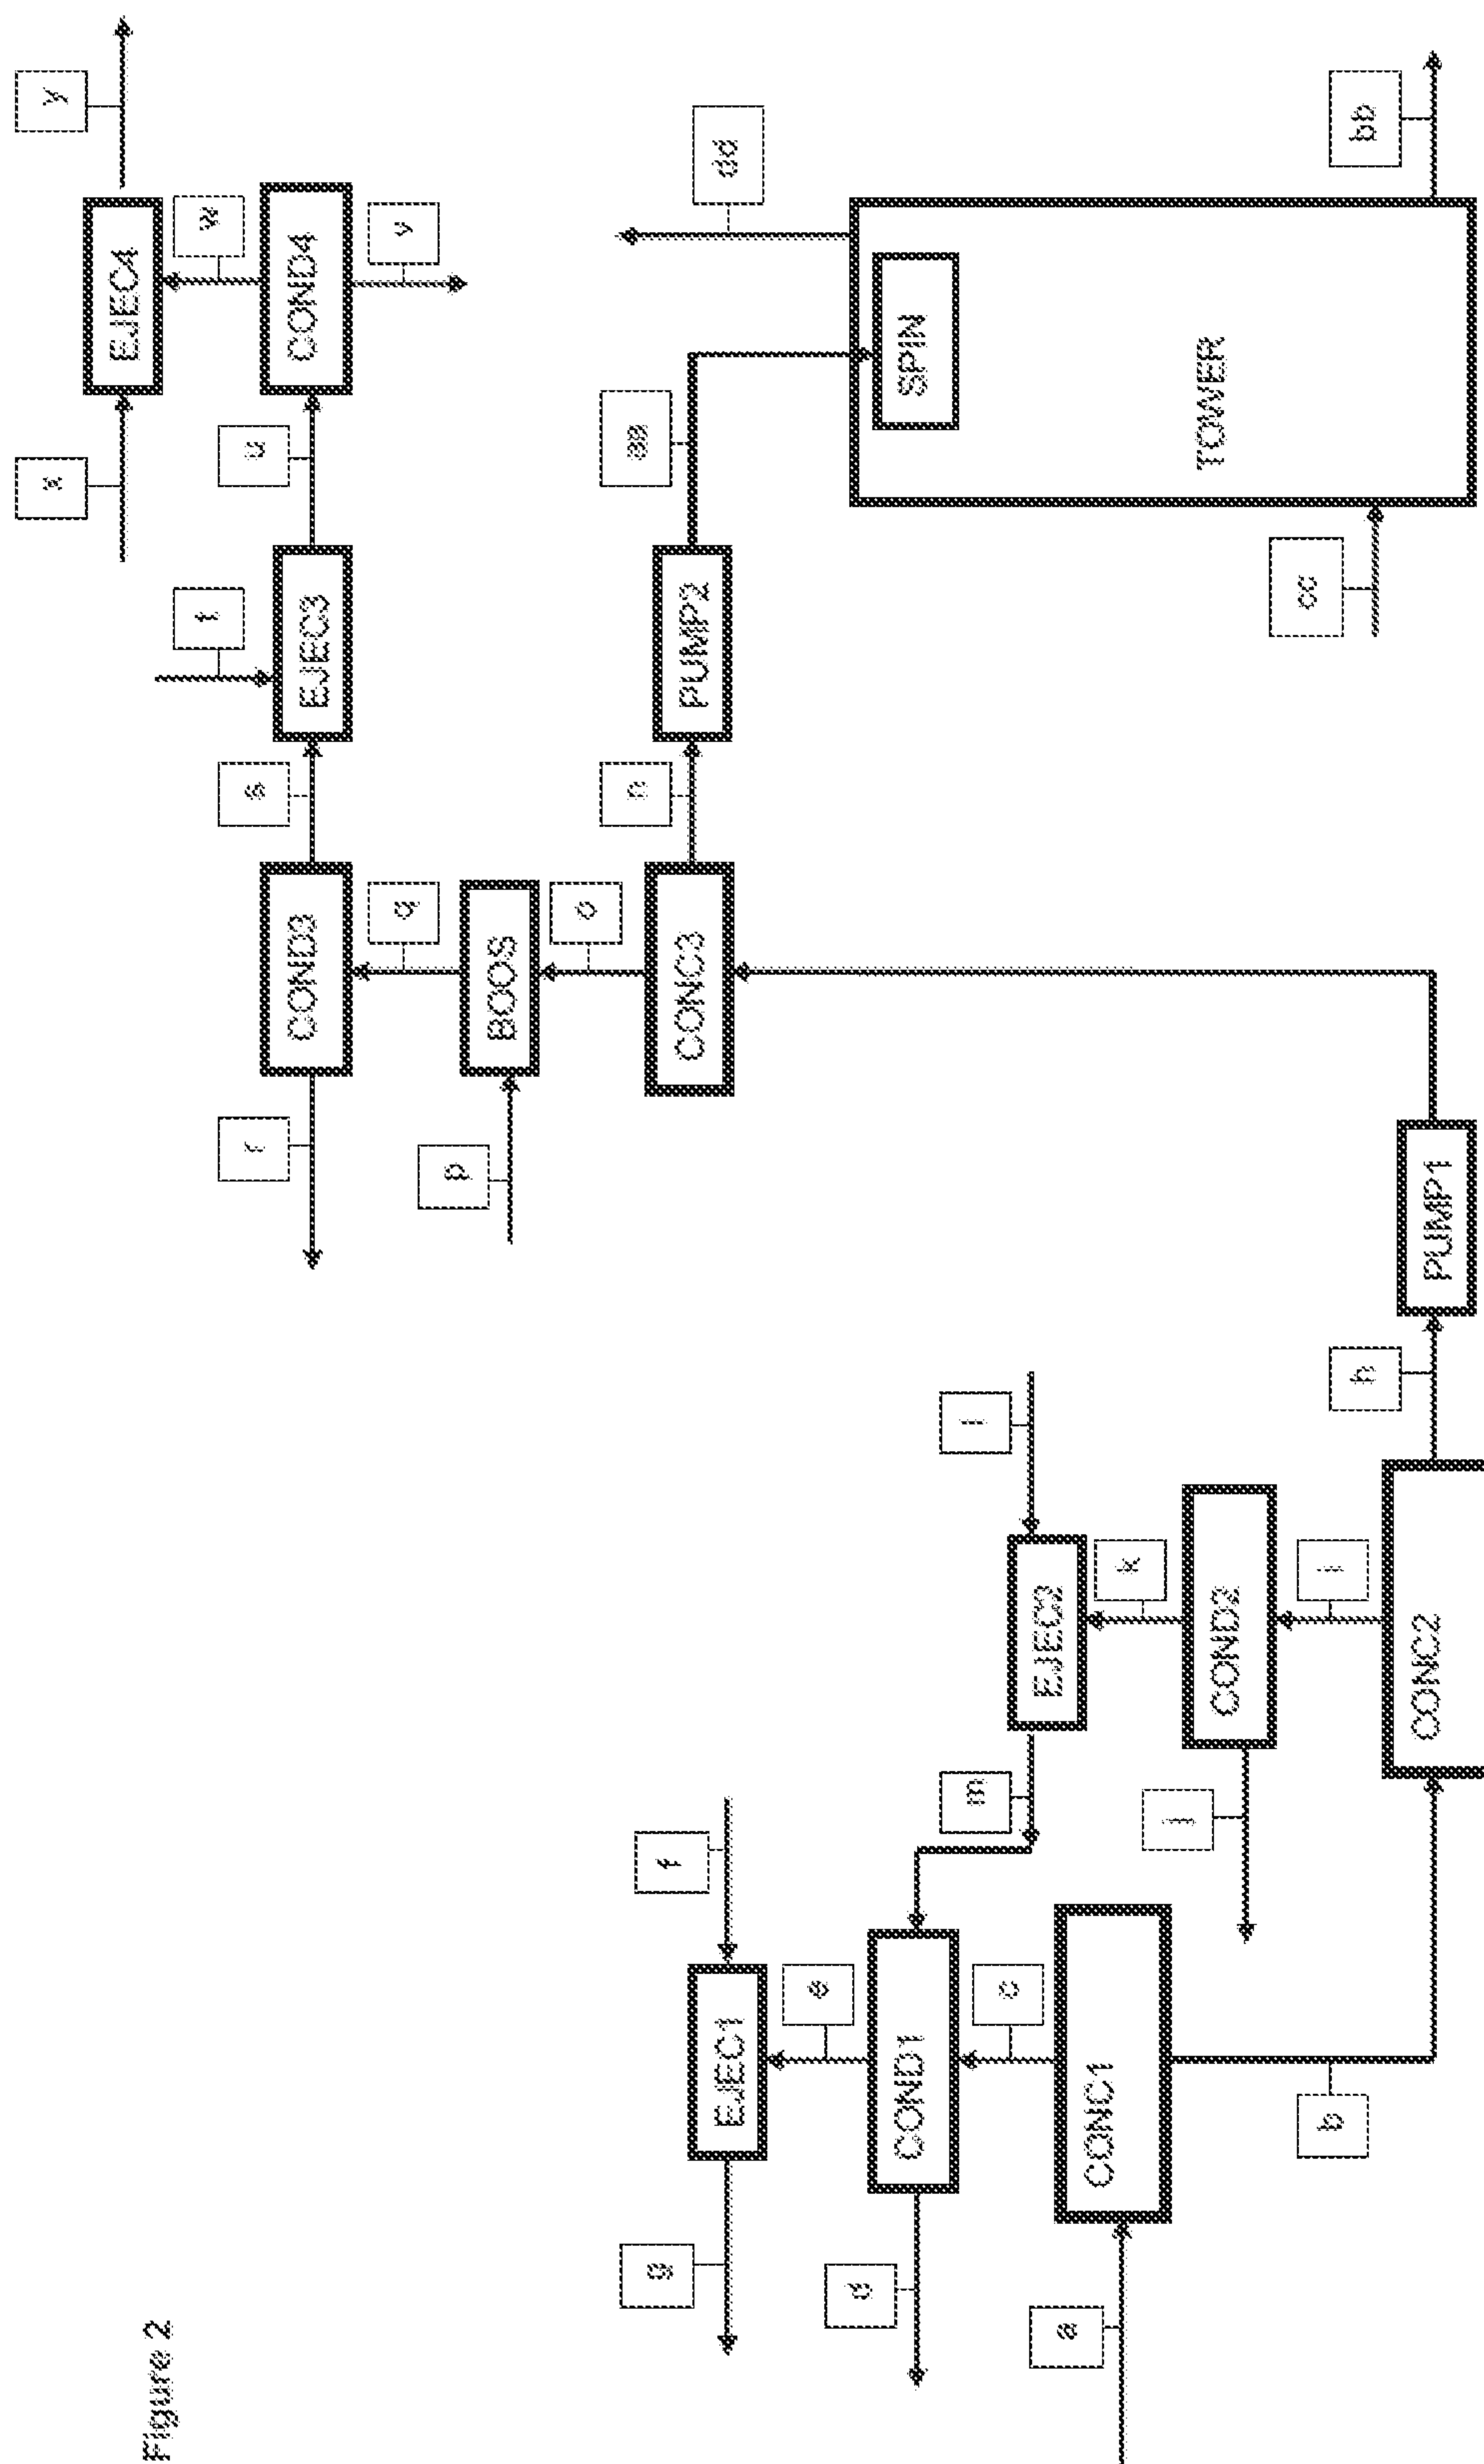 Figure 2
x
y
EJEC4
t
w
r
s
u
COND3
EJEC3
COND4
q
v
p
BOOS
o
g
f
n
aa
EJEC1
CONC3
PUMP2
dd
e
d
COND1
SPIN
m
l
c
EJEC2
a
CONC1
k
j
COND2
TOWER
cc
b
i
h
bb
CONC2
PUMP1